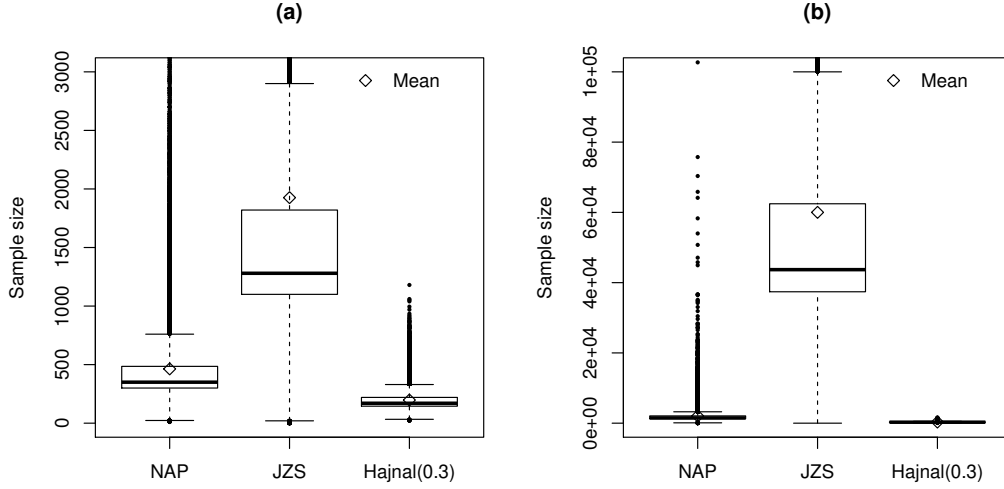 (a)
Sample size
3000
2500
2000
1500
1000
500
0
Mean
NAP
JZS
Hajnal(0.3)
(b)
Sample size
1e+05
8e+04
6e+04
4e+04
2e+04
0e+00
Mean
NAP
JZS
Hajnal(0.3)